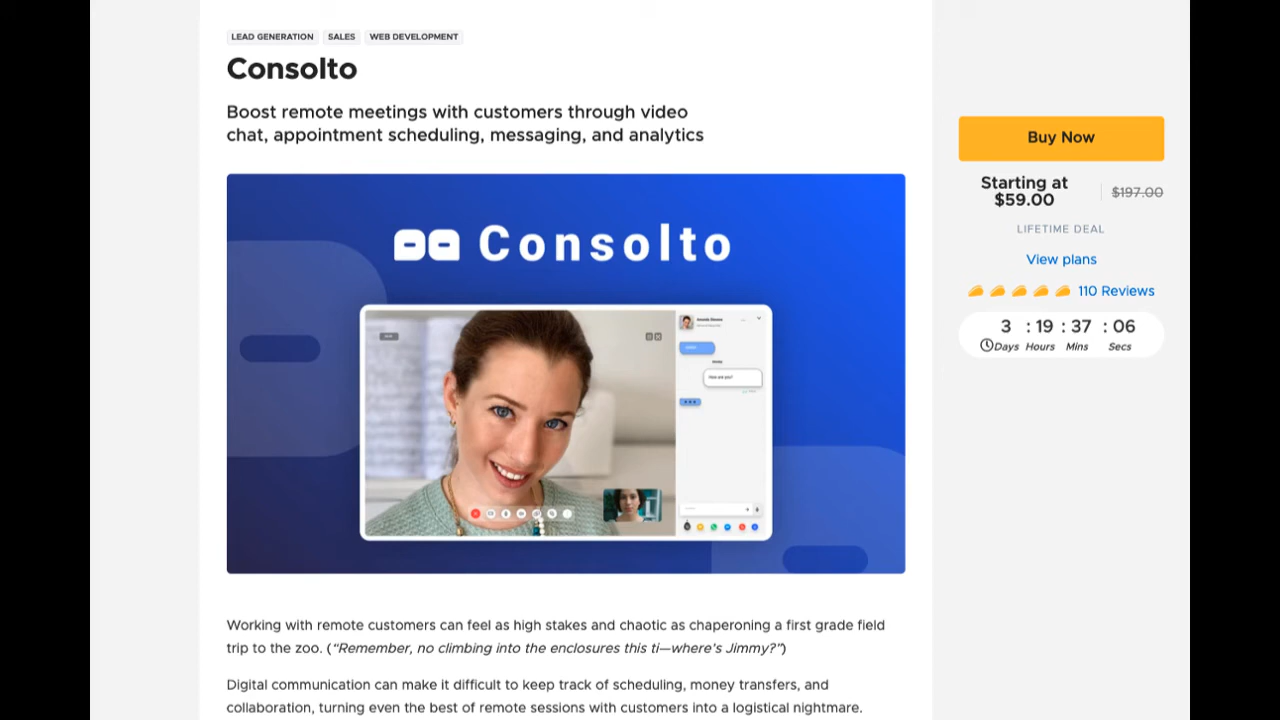 LEAD GENERATION SALES WEB DEVELOPMENT
Consolto
Boost remote meetings with customers through video
chat, appointment scheduling, messaging, and analytics
Consolto
How are you?
Working with remote customers can feel as high stakes and chaotic as chaperoning a first grade field
trip to the zoo. (“Remember, no climbing into the enclosures this ti—where’s Jimmy?”)
Digital communication can make it difficult to keep track of scheduling, money transfers, and
collaboration, turning even the best of remote sessions with customers into a logistical nightmare.
Buy Now
Starting at
$59.00
$197.00
LIFETIME DEAL
View plans
110 Reviews
3 : 19 : 37 : 06
Days Hours Mins Secs